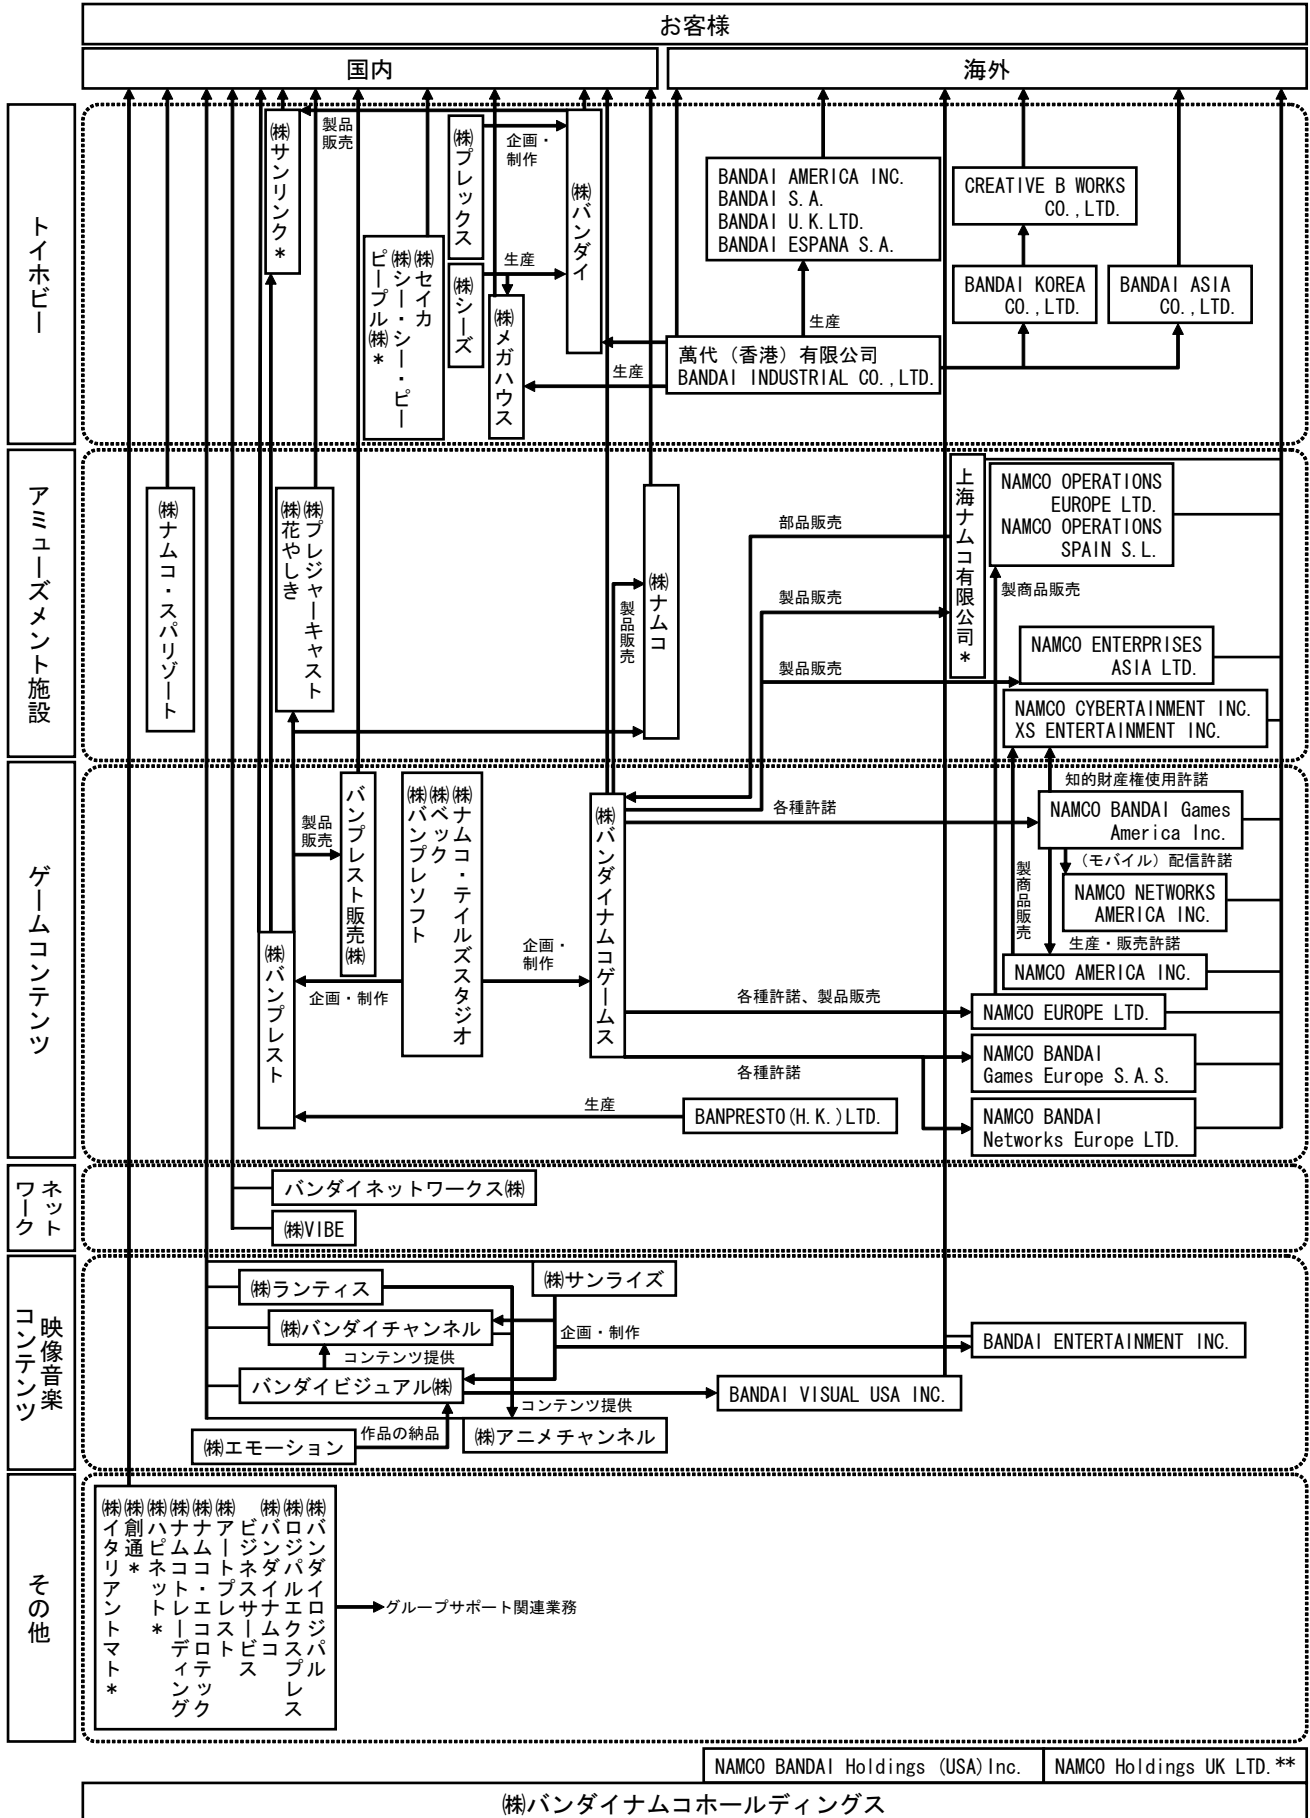 お客様
国内
海外
トイホビー
㈱サンリンク*
製品
販売
㈱プレックス
企画・
制作
㈱バンダイ
㈱セイカ
㈱シー・シー・ピー
ピープル㈱*
㈱シーズ
生産
㈱メガハウス
BANDAI AMERICA INC.
BANDAI S.A.
BANDAI U.K.LTD.
BANDAI ESPANA S.A.
CREATIVE B WORKS
CO.,LTD.
BANDAI KOREA
CO.,LTD.
BANDAI ASIA
CO.,LTD.
生産
萬代（香港）有限公司
BANDAI INDUSTRIAL CO.,LTD.
生産
アミューズメント施設
㈱ナムコ・スパリゾート
㈱プレジャーキャスト
㈱花やしき
㈱ナムコ
製品販売
部品販売
製品販売
製品販売
上海ナムコ有限公司*
NAMCO OPERATIONS
EUROPE LTD.
NAMCO OPERATIONS
SPAIN S.L.
製商品販売
NAMCO ENTERPRISES
ASIA LTD.
NAMCO CYBERTAINMENT INC.
XS ENTERTAINMENT INC.
ゲームコンテンツ
㈱バンプレスト
製品
販売
バンプレスト販売㈱
㈱ナムコ・テイルズスタジオ
㈱ベック
㈱バンプレソフト
企画・制作
企画・
制作
㈱バンダイナムコゲームス
各種許諾
知的財産権使用許諾
NAMCO BANDAI Games
America Inc.
（モバイル）配信許諾
製商品販売
NAMCO NETWORKS
AMERICA INC.
生産・販売許諾
NAMCO AMERICA INC.
各種許諾、製品販売
NAMCO EUROPE LTD.
各種許諾
NAMCO BANDAI
Games Europe S.A.S.
生産
BANPRESTO(H.K.)LTD.
NAMCO BANDAI
Networks Europe LTD.
ネット
ワーク
バンダイネットワークス㈱
㈱VIBE
映像音楽
コンテンツ
㈱サンライズ
㈱ランティス
㈱バンダイチャンネル
企画・制作
BANDAI ENTERTAINMENT INC.
コンテンツ提供
バンダイビジュアル㈱
BANDAI VISUAL USA INC.
コンテンツ提供
作品の納品
㈱エモーション
㈱アニメチャンネル
その他
㈱バンダイロジパル
㈱ロジパルエクスプレス
㈱バンダイナムコ
ビジネスサービス
㈱アートプレスト
㈱ナムコ・エコロテック
㈱ナムコトレーディング
㈱ハピネット*
㈱創通*
㈱イタリアントマト*
グループサポート関連業務
NAMCO BANDAI Holdings (USA)Inc.
NAMCO Holdings UK LTD.**
㈱バンダイナムコホールディングス